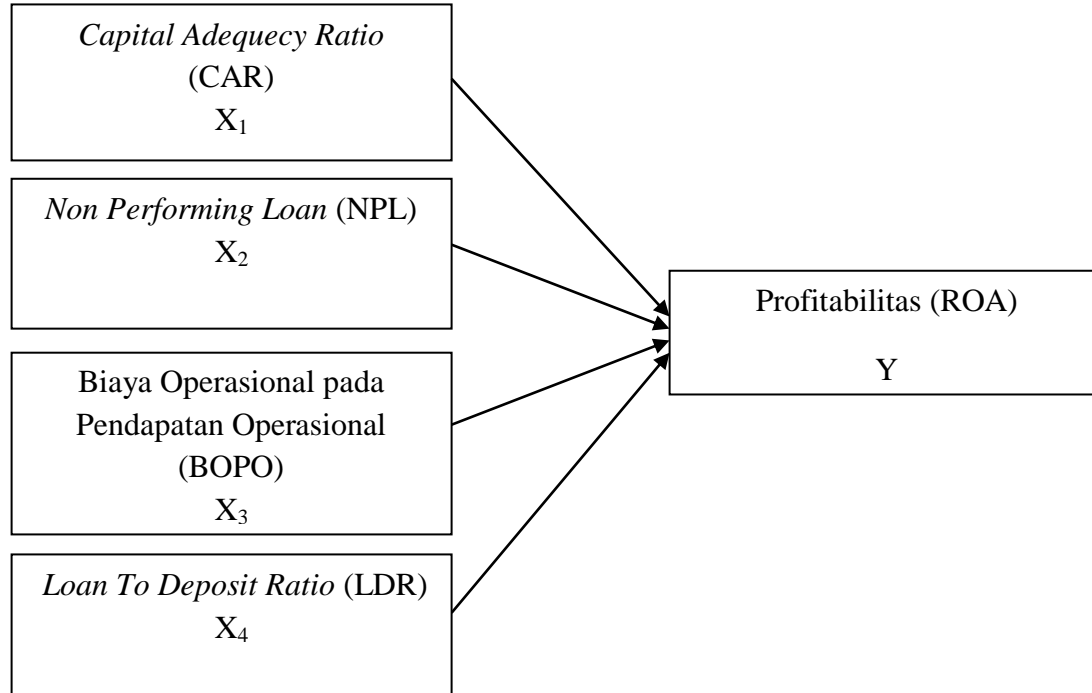 Capital Adequecy Ratio
(CAR)
X₁
Non Performing Loan (NPL)
X₂
Biaya Operasional pada
Pendapatan Operasional
(BOPO)
X₃
Loan To Deposit Ratio (LDR)
X₄
Profitabilitas (ROA)
Y